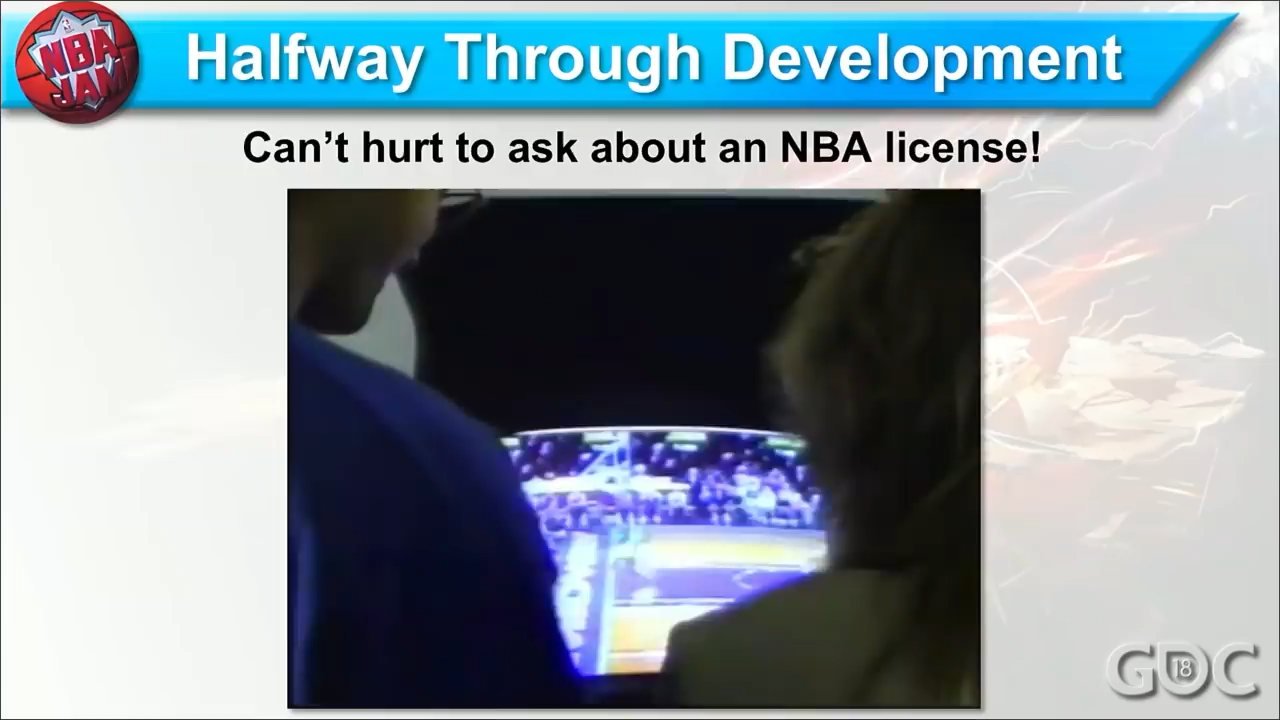 NBA
JAM
Halfway Through Development
Can't hurt to ask about an NBA license!
GDC
18